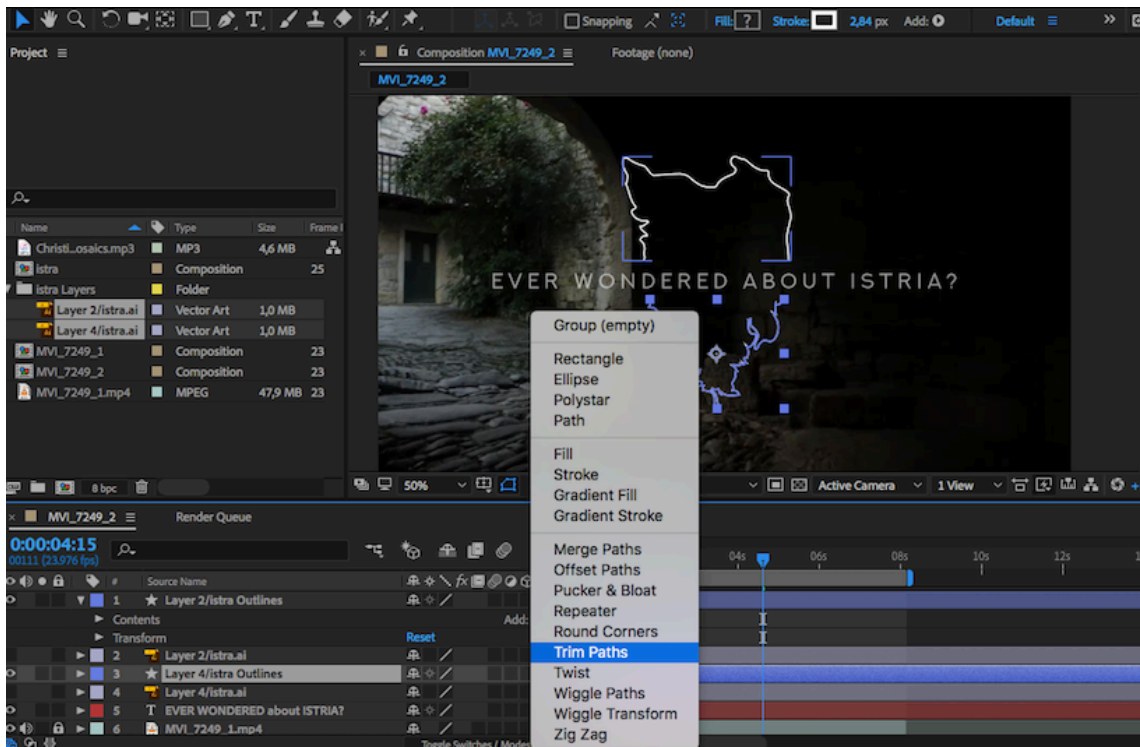 Snapping
Fill: ?
Stroke:
2,84 px
Add:
Default
»
Project
Composition MVI_7249_2
Footage (none)
MVI_7249_2
Name
Type
Size
Frame
Christi...osaics.mp3
MP3
4,6 MB
istra
Composition
25
istra Layers
Folder
Layer 2/istra.ai
Vector Art
1,0 MB
Layer 4/istra.ai
Vector Art
1,0 MB
MVI_7249_1
Composition
23
MVI_7249_2
Composition
23
MVI_7249_1.mp4
MPEG
47,9 MB
23
8 bpc
EVER WONDERED ABOUT ISTRIA?
50%
Active Camera
1 View
Group (empty)
Rectangle
Ellipse
Polystar
Path
Fill
Stroke
Gradient Fill
Gradient Stroke
Merge Paths
Offset Paths
Pucker & Bloat
Repeater
Round Corners
Trim Paths
Twist
Wiggle Paths
Wiggle Transform
Zig Zag
MVI_7249_2
Render Queue
0:00:04:15
00111 (23.976 fps)
04s
06s
08s
10s
12s
#
Source Name
1
Layer 2/istra Outlines
Contents
Add:
Transform
Reset
2
Layer 2/istra.ai
3
Layer 4/istra Outlines
4
Layer 4/istra.ai
5
T
EVER WONDERED about ISTRIA?
6
MVI_7249_1.mp4
Toggle Switches / Modes